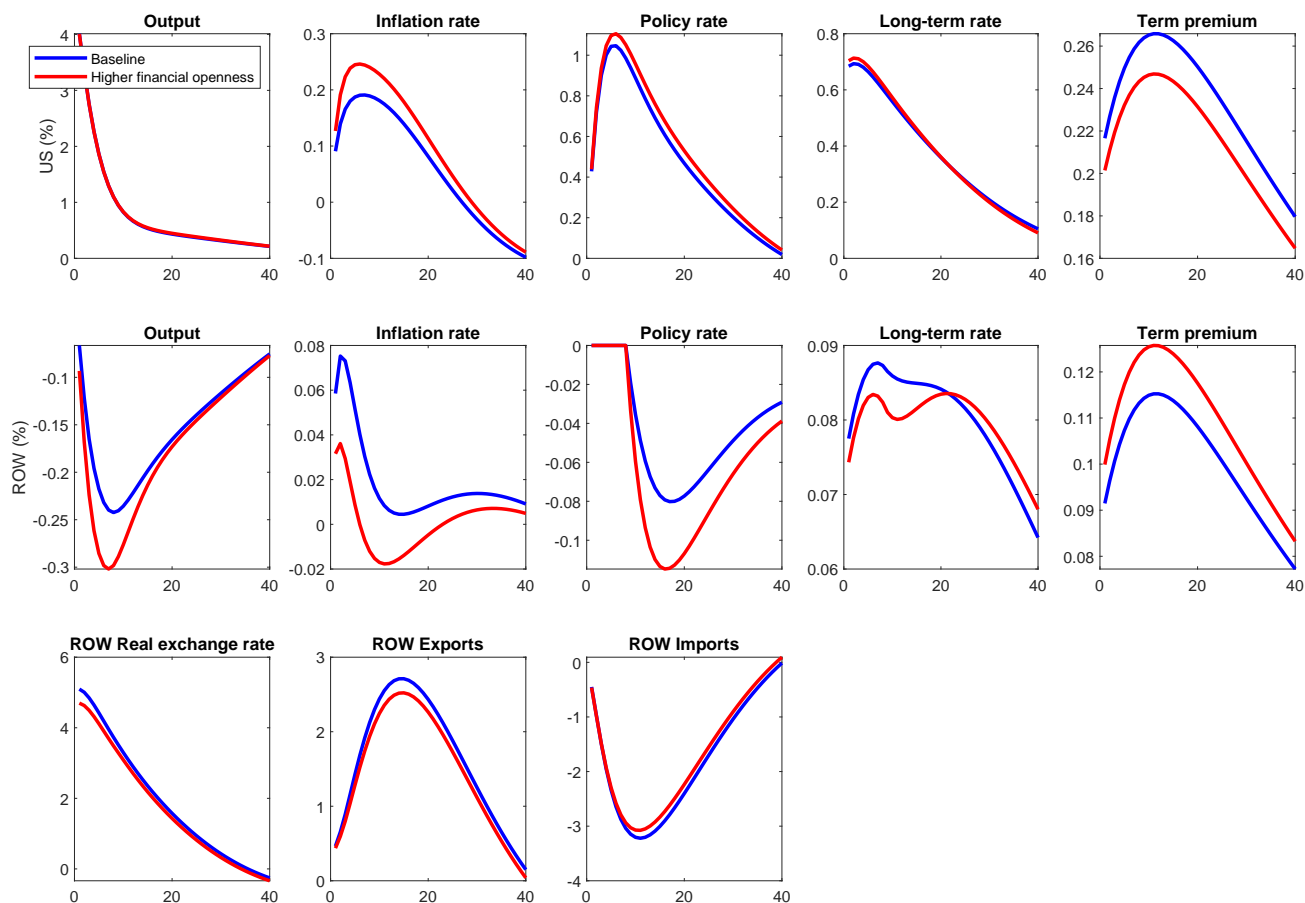 Output
Inflation rate
Policy rate
Long-term rate
Term premium
Baseline
Higher financial openness
US (%)
4
3
2
1
0
0 20 40
0.3
0.2
0.1
0
-0.1
0 20 40
1
0.8
0.6
0.4
0.2
0
0 20 40
0.8
0.6
0.4
0.2
0
0 20 40
0.26
0.24
0.22
0.2
0.18
0.16
0 20 40
Output
Inflation rate
Policy rate
Long-term rate
Term premium
ROW (%)
-0.1
-0.15
-0.2
-0.25
-0.3
0 20 40
0.08
0.06
0.04
0.02
0
-0.02
0 20 40
0
-0.02
-0.04
-0.06
-0.08
-0.1
0 20 40
0.09
0.08
0.07
0.06
0 20 40
0.12
0.11
0.1
0.09
0.08
0 20 40
ROW Real exchange rate
ROW Exports
ROW Imports
6
4
2
0
0 20 40
3
2
1
0
0 20 40
0
-1
-2
-3
-4
0 20 40